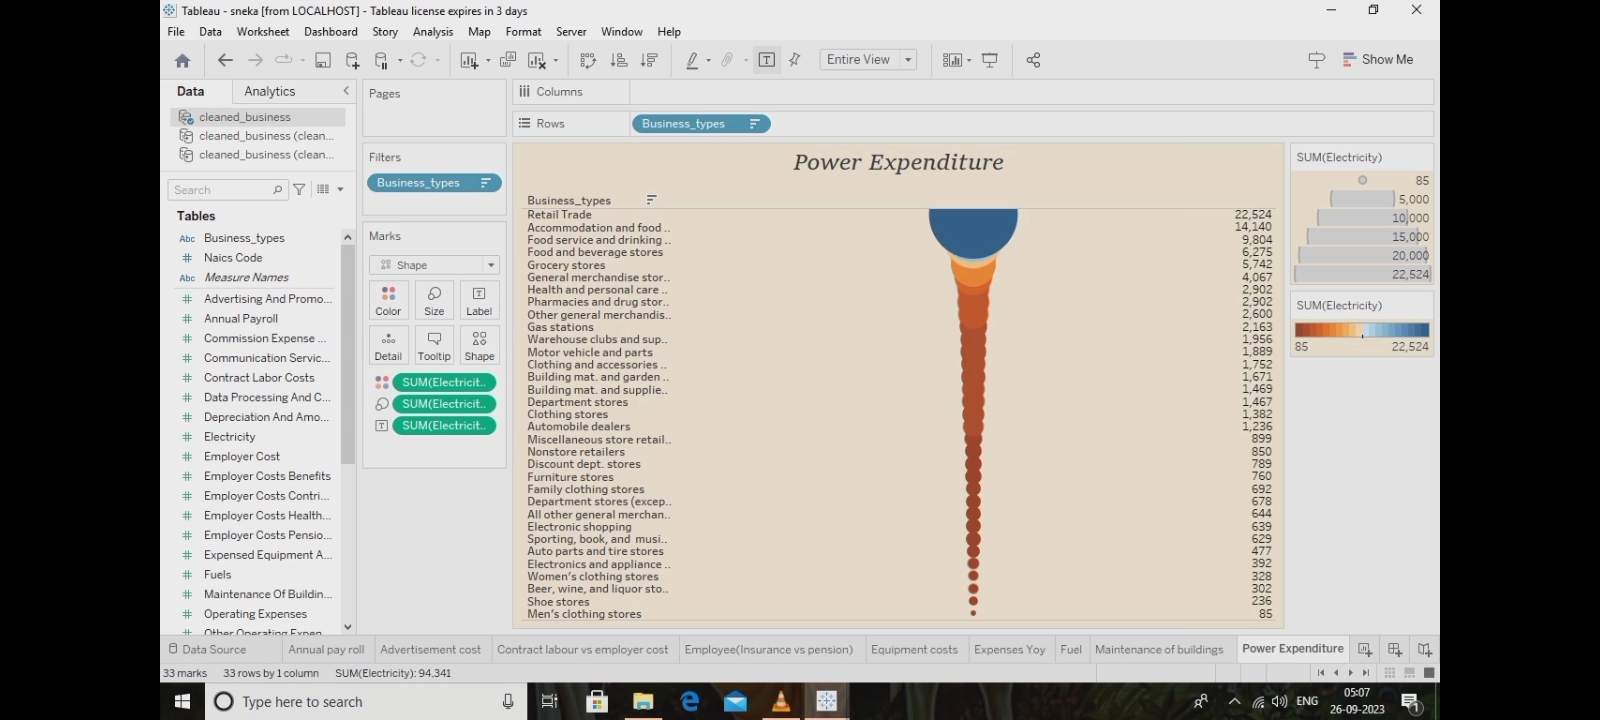 Tableau - sneka [from LOCALHOST] - Tableau license expires in 3 days
File Data Worksheet Dashboard Story Analysis Map Format Server Window Help
Entire View
Show Me
Data Analytics
cleaned_business
cleaned_business (clean...
cleaned_business (clean...
Search
Tables
Abc Business_types
# Naics Code
Abc Measure Names
# Advertising And Promo...
# Annual Payroll
# Commission Expense ...
# Communication Servic...
# Contract Labor Costs
# Data Processing And C...
# Depreciation And Amo...
# Electricity
# Employer Cost
# Employer Costs Benefits
# Employer Costs Contri...
# Employer Costs Health...
# Employer Costs Pensio...
# Expensed Equipment A...
# Fuels
# Maintenance Of Buildin...
# Operating Expenses
# Other Operating Expen
Pages
Filters
Business_types
Marks
Shape
Color Size Label
Detail Tooltip Shape
SUM(Electricit..
SUM(Electricit..
SUM(Electricit..
Columns
Rows Business_types
Power Expenditure
Business_types
Retail Trade 22,524
Accommodation and food .. 14,140
Food service and drinking .. 9,804
Food and beverage stores 6,275
Grocery stores 5,742
General merchandise stor.. 4,067
Health and personal care .. 2,902
Pharmacies and drug stor.. 2,902
Other general merchandis.. 2,600
Gas stations 2,163
Warehouse clubs and sup.. 1,956
Motor vehicle and parts 1,889
Clothing and accessories .. 1,752
Building mat. and garden .. 1,671
Building mat. and supplie.. 1,469
Department stores 1,467
Clothing stores 1,382
Automobile dealers 1,236
Miscellaneous store retail.. 899
Nonstore retailers 850
Discount dept. stores 789
Furniture stores 760
Family clothing stores 692
Department stores (excep.. 678
All other general merchan.. 644
Electronic shopping 639
Sporting, book, and musi.. 629
Auto parts and tire stores 477
Electronics and appliance .. 392
Women's clothing stores 328
Beer, wine, and liquor sto.. 302
Shoe stores 236
Men's clothing stores 85
SUM(Electricity)
85
5,000
10,000
15,000
20,000
22,524
SUM(Electricity)
85 22,524
Data Source Annual pay roll Advertisement cost Contract labour vs employer cost Employee(Insurance vs pension) Equipment costs Expenses Yoy Fuel Maintenance of buildings Power Expenditure
33 marks 33 rows by 1 column SUM(Electricity): 94,341
Type here to search
ENG
05:07
26-09-2023
1